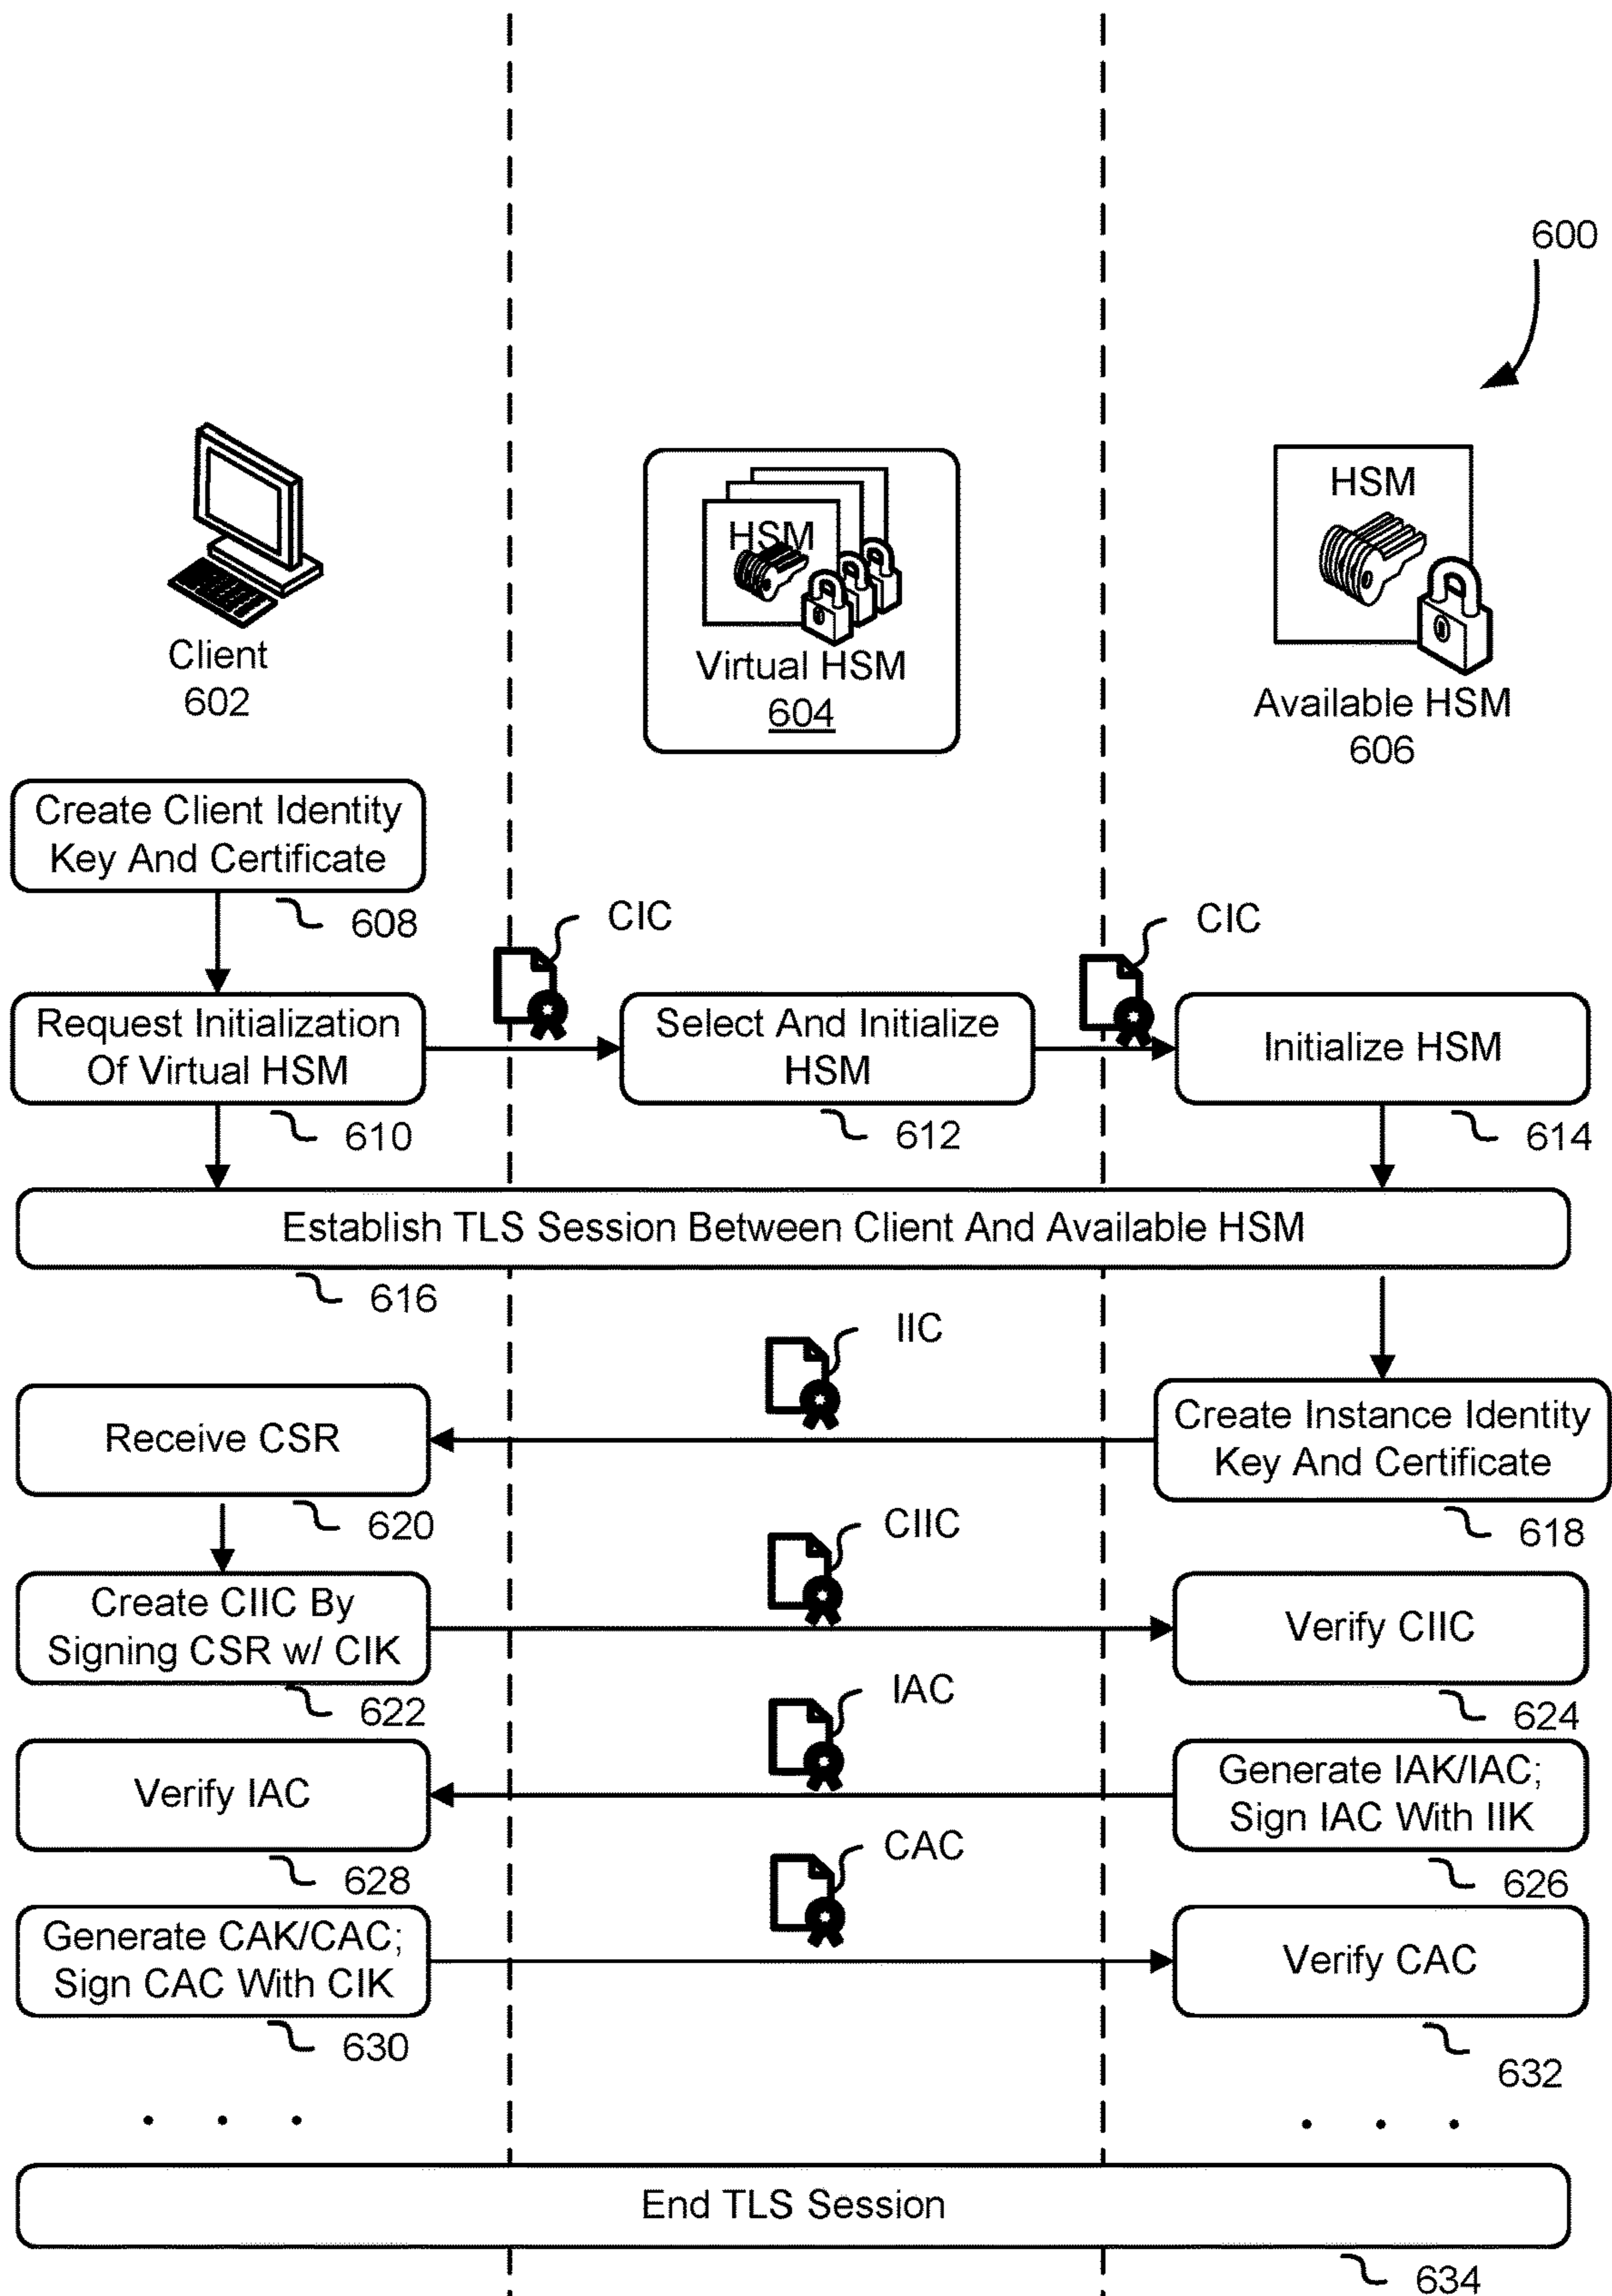 600
HSM
HSM
Client
602
Virtual HSM
604
Available HSM
606
Create Client Identity
Key And Certificate
608
CIC
CIC
Request Initialization
Of Virtual HSM
610
Select And Initialize
HSM
612
Initialize HSM
614
Establish TLS Session Between Client And Available HSM
616
IIC
Receive CSR
620
Create Instance Identity
Key And Certificate
618
CIIC
Create CIIC By
Signing CSR w/ CIK
622
Verify CIIC
624
IAC
Verify IAC
628
Generate IAK/IAC;
Sign IAC With IIK
626
CAC
Generate CAK/CAC;
Sign CAC With CIK
630
Verify CAC
632
. . .
. . .
End TLS Session
634